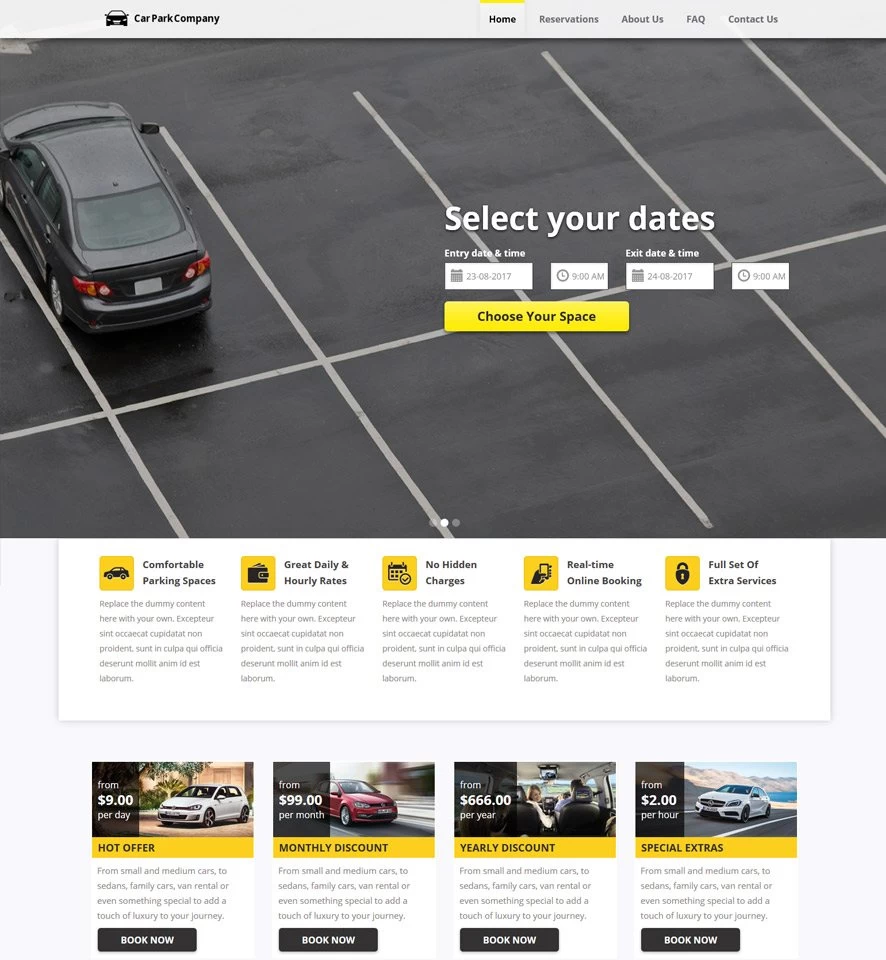 Car Park Company
Home Reservations About Us FAQ Contact Us
Select your dates
Entry date & time Exit date & time
23-08-2017 9:00 AM 24-08-2017 9:00 AM
Choose Your Space
Comfortable
Parking Spaces
Replace the dummy content
here with your own. Excepteur
sint occaecat cupidatat non
proident, sunt in culpa qui officia
deserunt mollit anim id est
laborum.
Great Daily &
Hourly Rates
Replace the dummy content
here with your own. Excepteur
sint occaecat cupidatat non
proident, sunt in culpa qui officia
deserunt mollit anim id est
laborum.
No Hidden
Charges
Replace the dummy content
here with your own. Excepteur
sint occaecat cupidatat non
proident, sunt in culpa qui officia
deserunt mollit anim id est
laborum.
Real-time
Online Booking
Replace the dummy content
here with your own. Excepteur
sint occaecat cupidatat non
proident, sunt in culpa qui officia
deserunt mollit anim id est
laborum.
Full Set Of
Extra Services
Replace the dummy content
here with your own. Excepteur
sint occaecat cupidatat non
proident, sunt in culpa qui officia
deserunt mollit anim id est
laborum.
from
$9.00
per day
HOT OFFER
From small and medium cars, to
sedans, family cars, van rental or
even something special to add a
touch of luxury to your journey.
BOOK NOW
from
$99.00
per month
MONTHLY DISCOUNT
From small and medium cars, to
sedans, family cars, van rental or
even something special to add a
touch of luxury to your journey.
BOOK NOW
from
$666.00
per year
YEARLY DISCOUNT
From small and medium cars, to
sedans, family cars, van rental or
even something special to add a
touch of luxury to your journey.
BOOK NOW
from
$2.00
per hour
SPECIAL EXTRAS
From small and medium cars, to
sedans, family cars, van rental or
even something special to add a
touch of luxury to your journey.
BOOK NOW